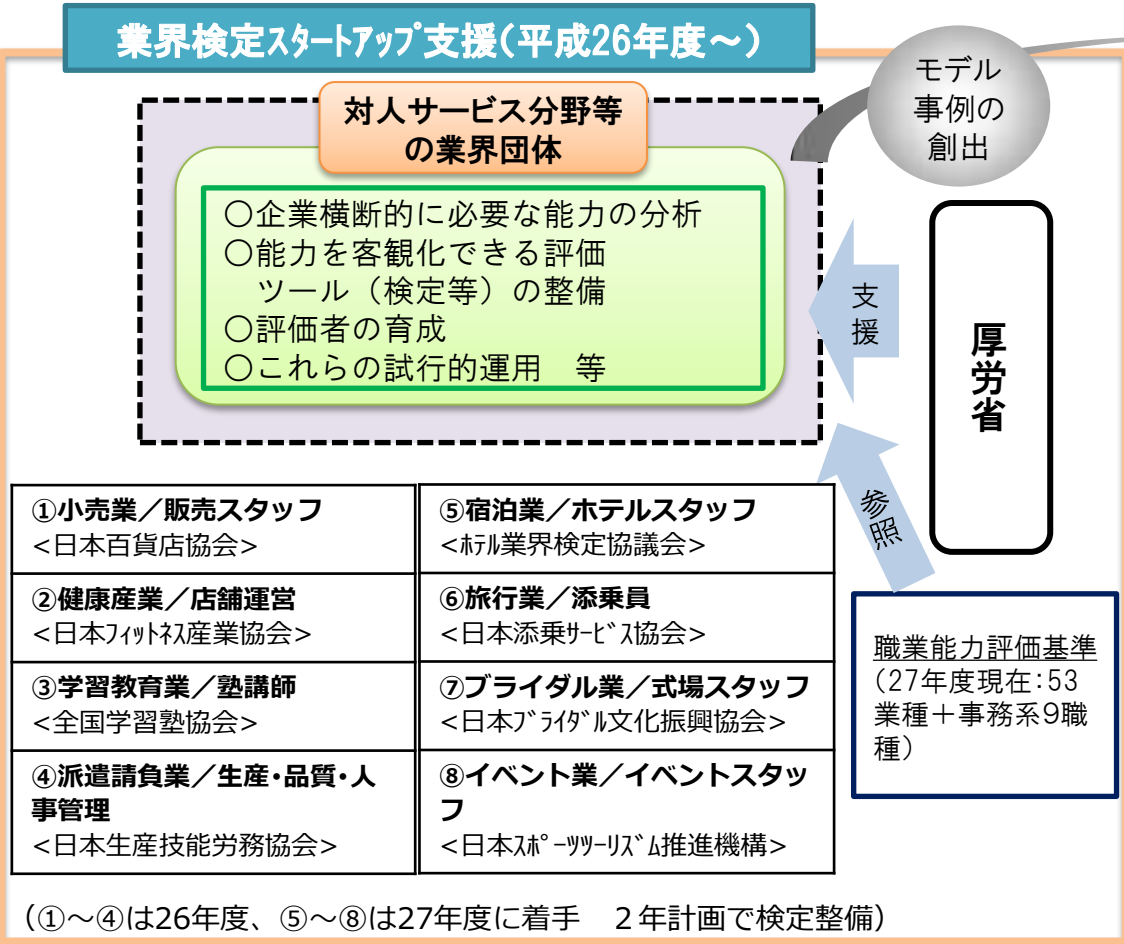 業界検定ｽﾀｰﾄｱｯﾌﾟ支援(平成26年度～)
モデル
事例の
創出
対人サービス分野等
の業界団体
○企業横断的に必要な能力の分析
○能力を客観化できる評価
ツール（検定等）の整備
○評価者の育成
○これらの試行的運用　等
支
援
厚
労
省
参
照
①小売業／販売スタッフ
<日本百貨店協会>
②健康産業／店舗運営
<日本ﾌｨｯﾄﾈｽ産業協会>
③学習教育業／塾講師
<全国学習塾協会>
④派遣請負業／生産・品質・人
事管理
<日本生産技能労務協会>
⑤宿泊業／ホテルスタッフ
<ﾎﾃﾙ業界検定協議会>
⑥旅行業／添乗員
<日本添乗ｻｰﾋﾞｽ協会>
⑦ブライダル業／式場スタッフ
<日本ﾌﾞﾗｲﾀﾞﾙ文化振興協会>
⑧イベント業／イベントスタッ
フ
<日本ｽﾎﾟｰﾂﾂｰﾘｽﾞﾑ推進機構>
職業能力評価基準
（27年度現在：53
業種＋事務系9職
種）
（①～④は26年度、⑤～⑧は27年度に着手　２年計画で検定整備）